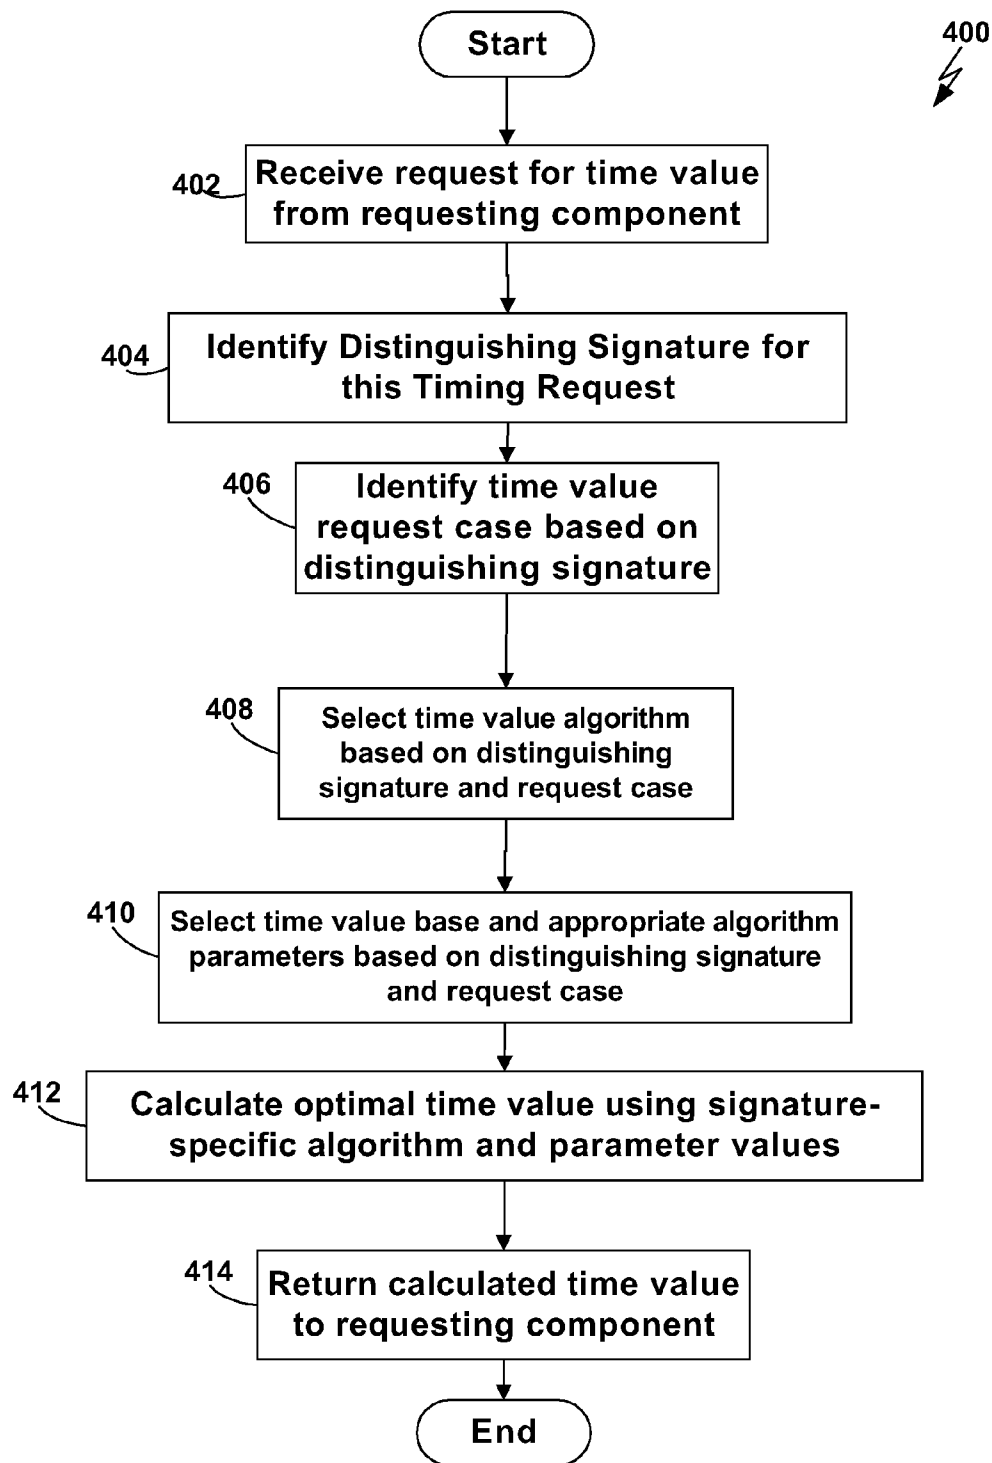 Start
400
402
Receive request for time value
from requesting component
404
Identify Distinguishing Signature for
this Timing Request
406
Identify time value
request case based on
distinguishing signature
408
Select time value algorithm
based on distinguishing
signature and request case
410
Select time value base and appropriate algorithm
parameters based on distinguishing signature
and request case
412
Calculate optimal time value using signature-
specific algorithm and parameter values
414
Return calculated time value
to requesting component
End